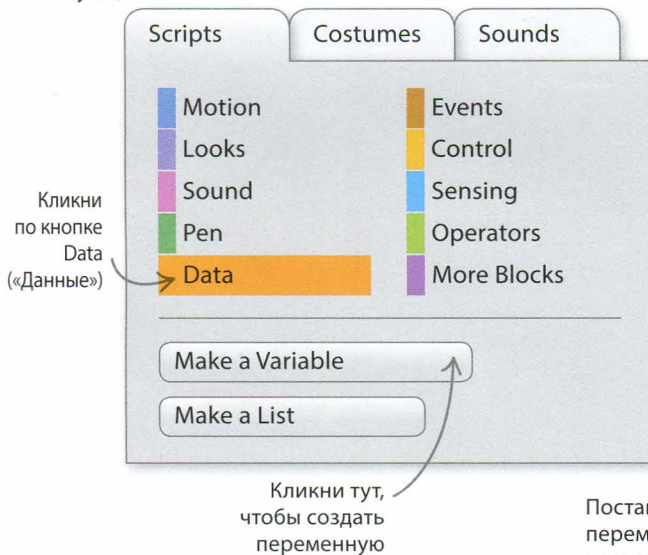 Scripts
Costumes
Sounds
Motion
Looks
Sound
Pen
Data
Events
Control
Sensing
Operators
More Blocks
Кликни
по кнопке
Data
(«Данные»)
Make a Variable
Make a List
Кликни тут,
чтобы создать
переменную